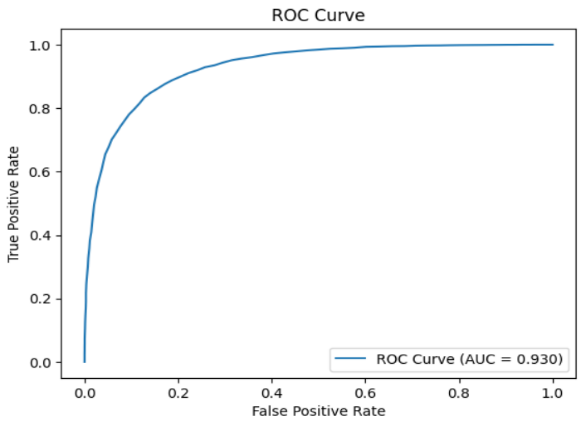 ROC Curve
1.0
0.8
0.6
0.4
0.2
0.0
True Positive Rate
ROC Curve (AUC = 0.930)
0.0 0.2 0.4 0.6 0.8 1.0
False Positive Rate